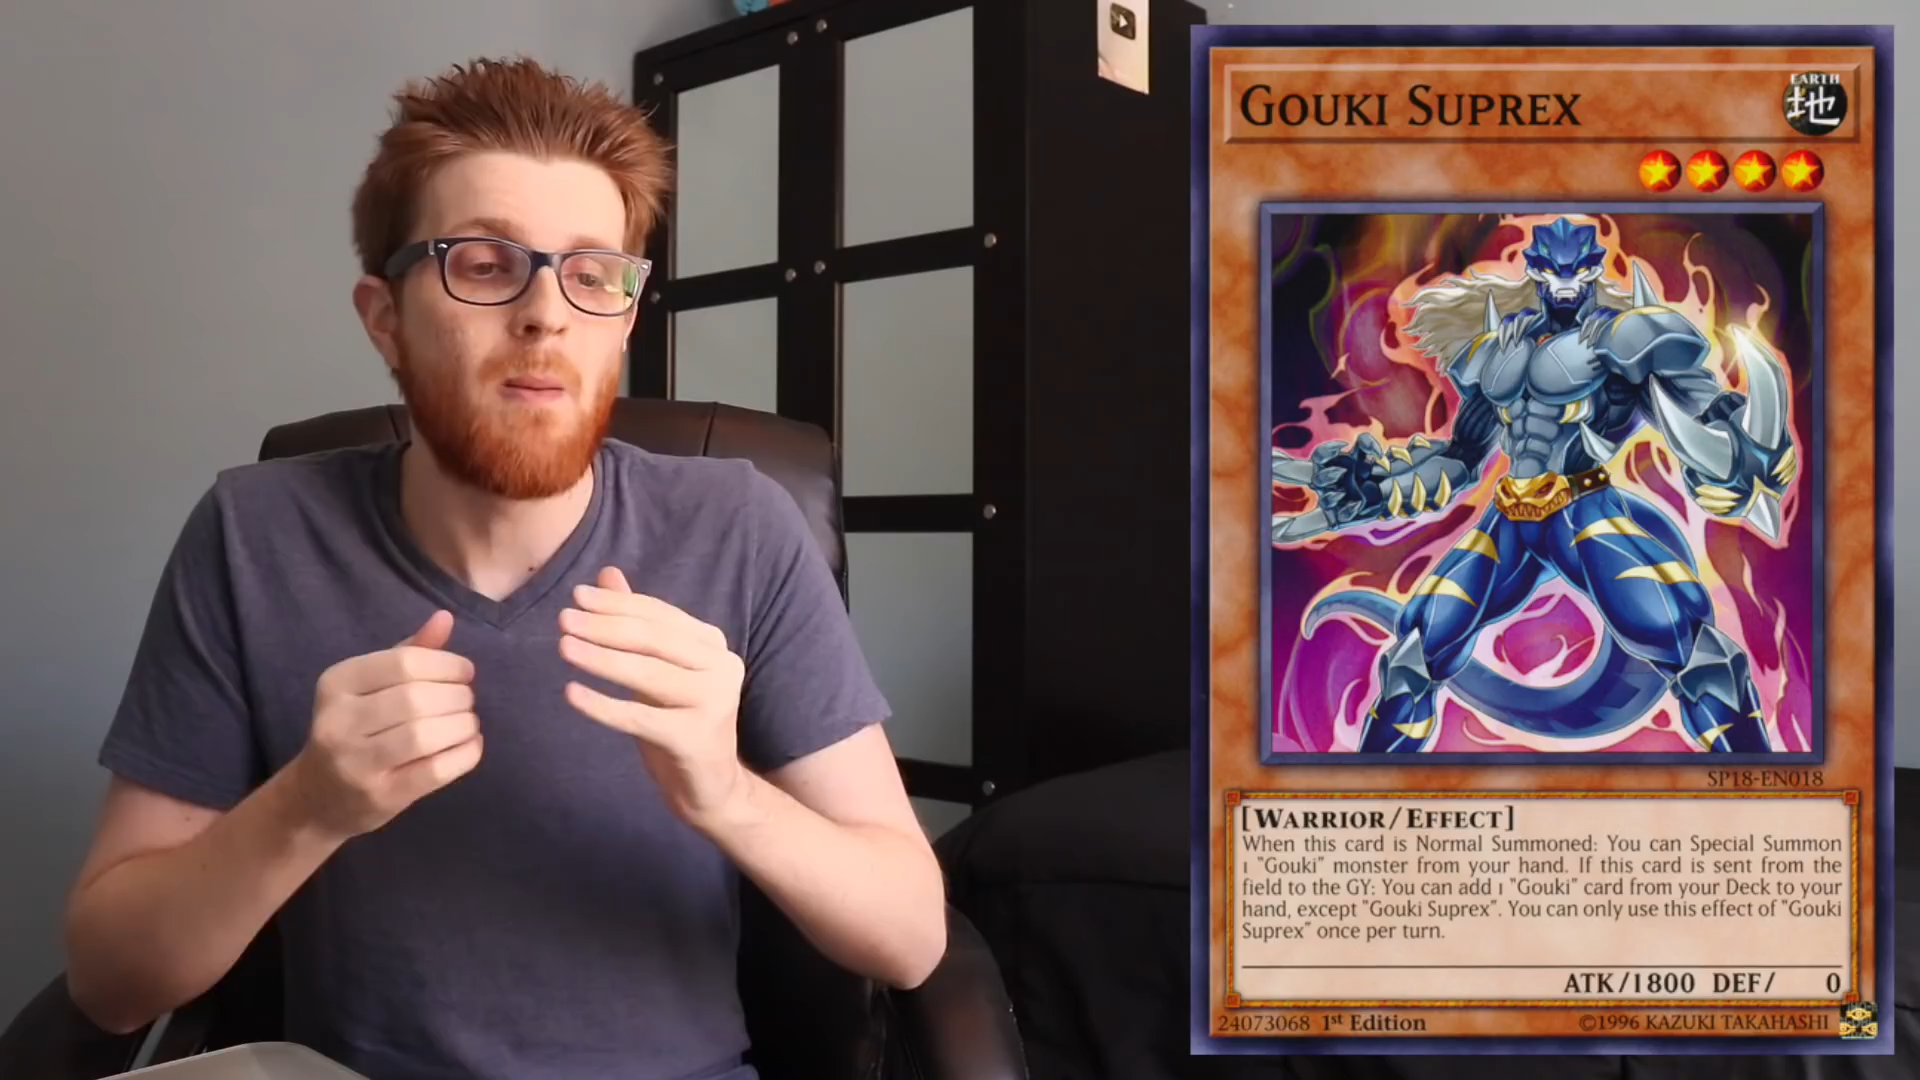 GOUKI SUPREX
EARTH
地
SP18-EN018
[WARRIOR/EFFECT]
When this card is Normal Summoned: You can Special Summon
1 "Gouki" monster from your hand. If this card is sent from the
field to the GY: You can add 1 "Gouki" card from your Deck to your
hand, except "Gouki Suprex". You can only use this effect of "Gouki
Suprex" once per turn.
ATK/1800 DEF/ 0
24073068 1st Edition ©1996 KAZUKI TAKAHASHI